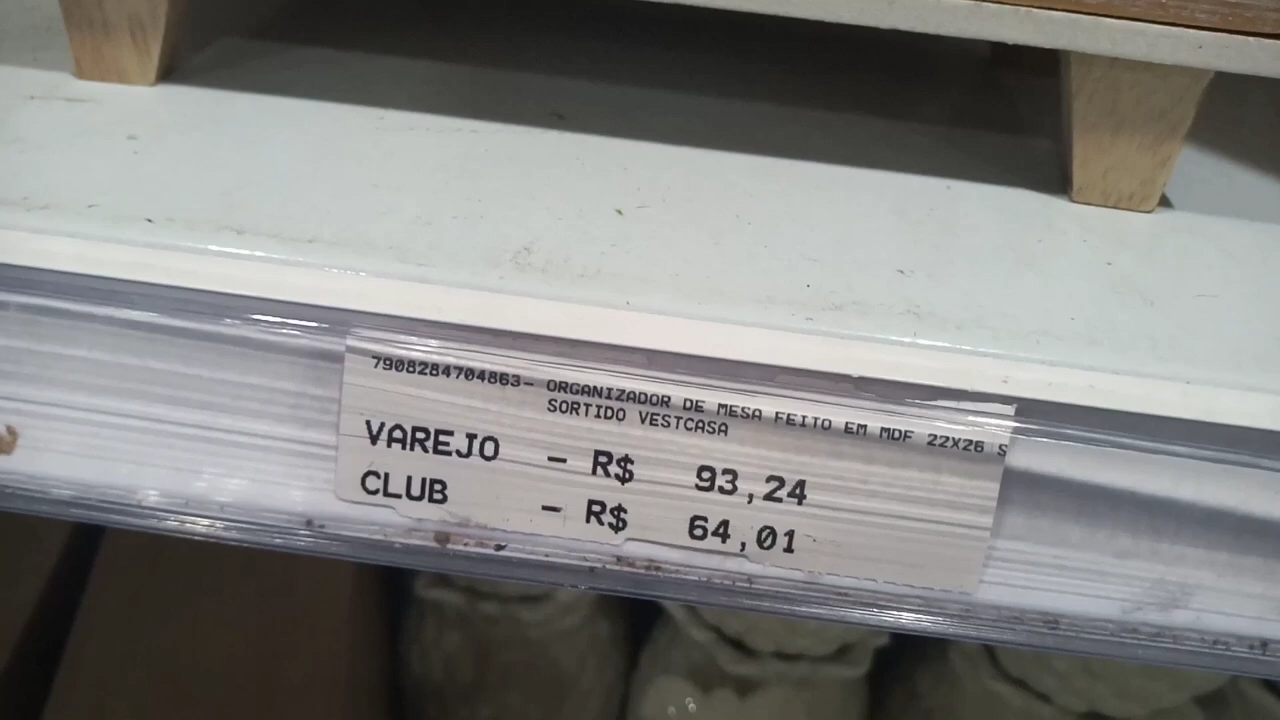 7908284704863- ORGANIZADOR DE MESA FEITO EM MDF 22X26 S
SORTIDO VESTCASA
VAREJO - R$ 93,24
CLUB - R$ 64,01